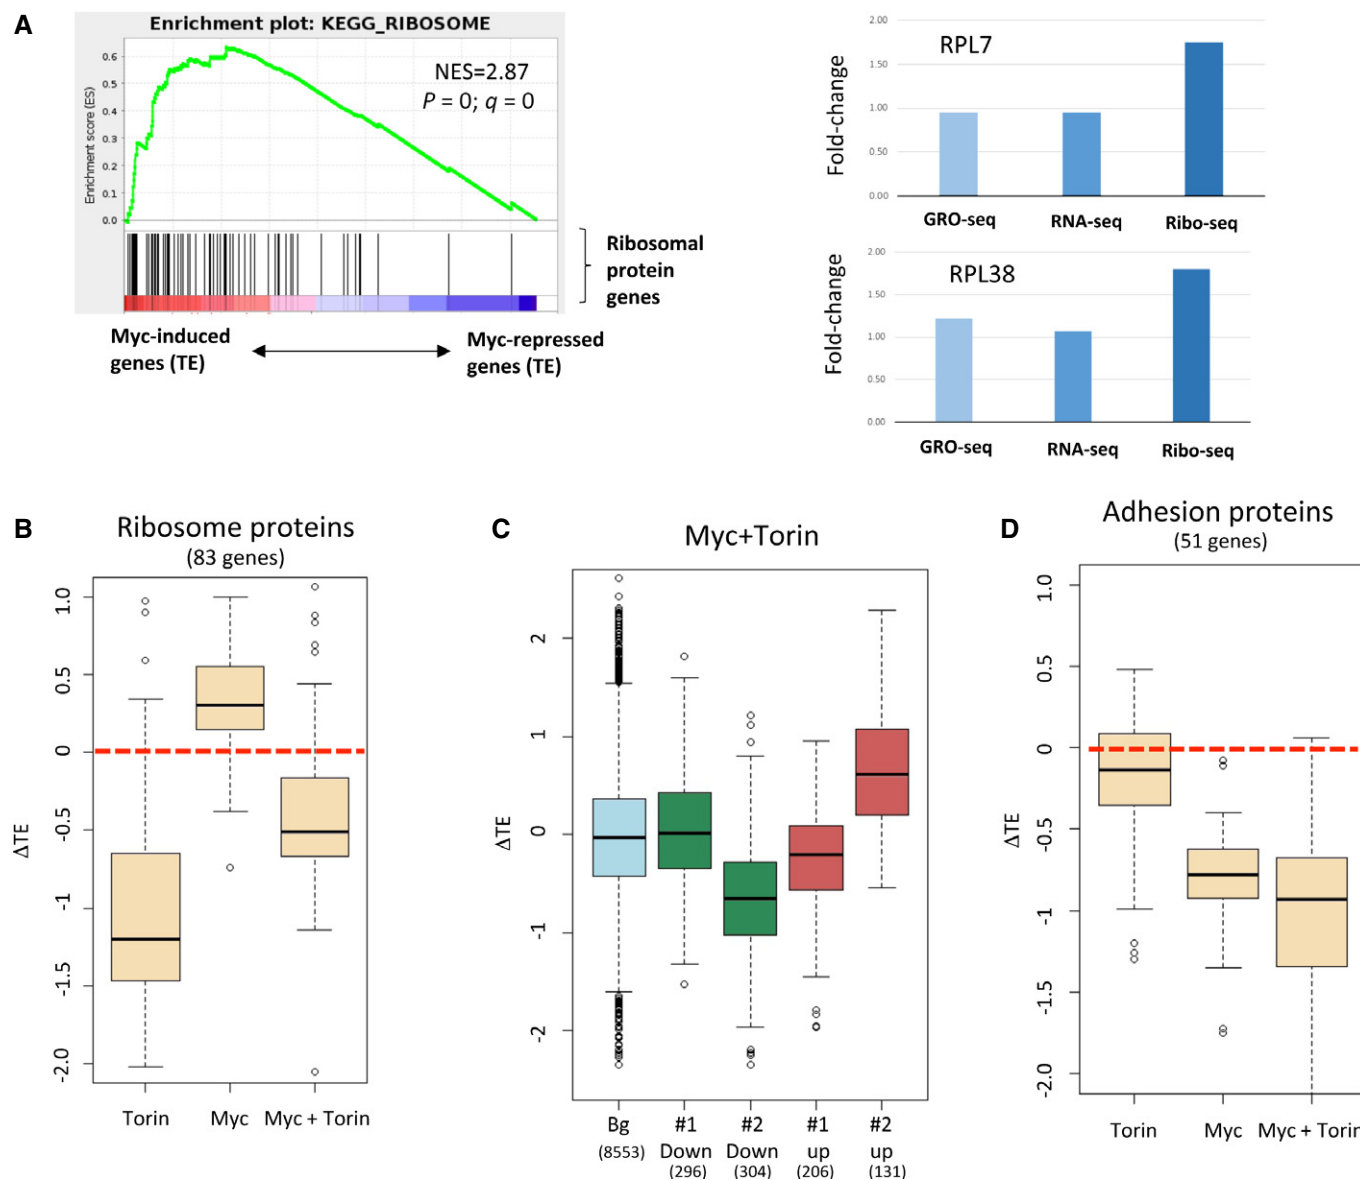 A
Enrichment plot: KEGG_RIBOSOME
NES=2.87
P = 0; q = 0
Enrichment score (ES)
0.6
0.5
0.4
0.3
0.2
0.1
0.0
Ribosomal
protein
genes
Myc-induced
genes (TE)
Myc-repressed
genes (TE)
RPL7
Fold-change
2.00
1.50
1.00
0.50
0.00
GRO-seq RNA-seq Ribo-seq
RPL38
Fold-change
2.00
1.50
1.00
0.50
0.00
GRO-seq RNA-seq Ribo-seq
B
Ribosome proteins
(83 genes)
ΔTE
1.0
0.5
0
-0.5
-1
-1.5
-2.0
Torin Myc Myc + Torin
C
Myc+Torin
ΔTE
2
1
0
-1
-2
Bg #1 #2 #1 #2
Down Down up up
(8553) (296) (304) (206) (131)
D
Adhesion proteins
(51 genes)
ΔTE
1.0
0.5
0
-0.5
-1
-1.5
-2.0
Torin Myc Myc + Torin